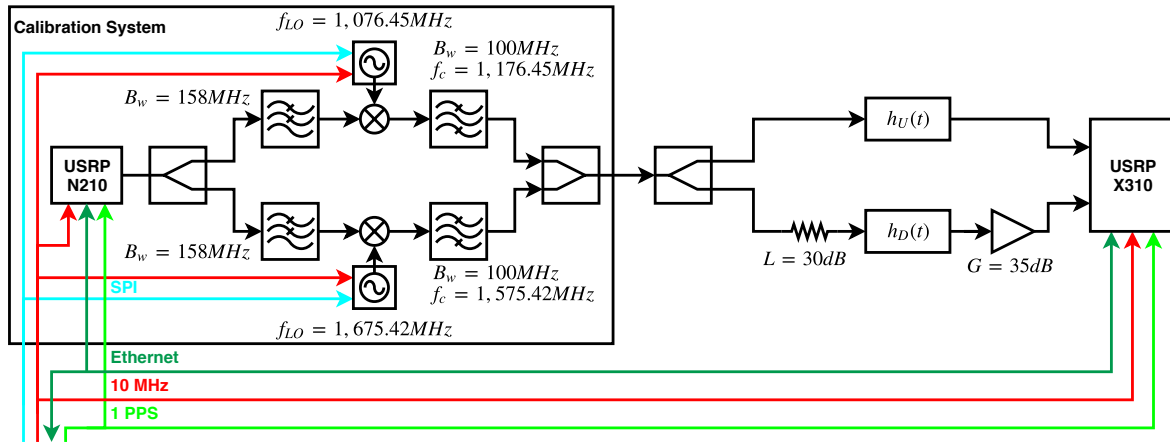 Calibration System
f_LO = 1, 076.45MHz
B_w = 100MHz
f_c = 1, 176.45MHz
B_w = 158MHz
h_U(t)
USRP
N210
USRP
X310
h_D(t)
B_w = 158MHz
L = 30dB
G = 35dB
B_w = 100MHz
f_c = 1, 575.42MHz
SPI
f_LO = 1, 675.42MHz
Ethernet
10 MHz
1 PPS